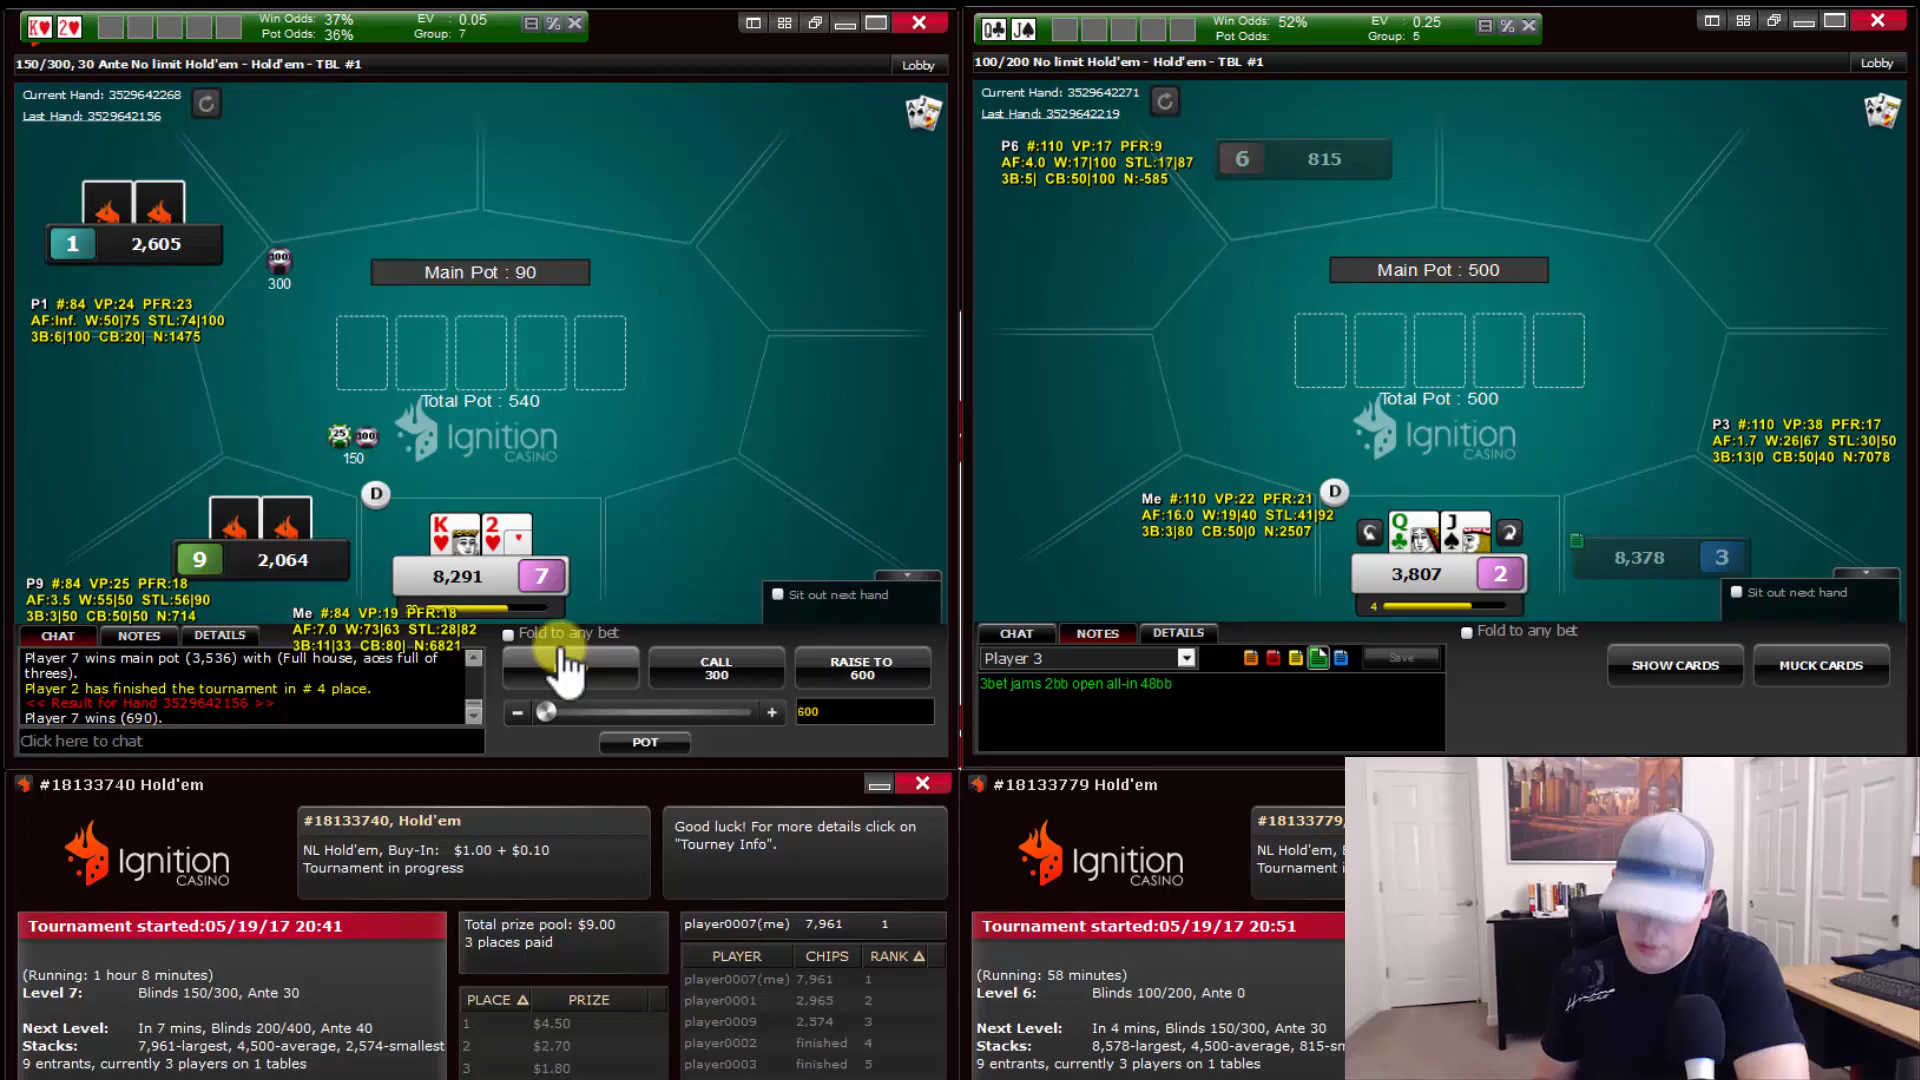 K♥ 2♥
Win Odds: 37%
Pot Odds: 36%
EV : 0.05
Group: 7
150/300, 30 Ante No limit Hold'em - Hold'em - TBL #1
Lobby
Current Hand: 3529642268
Last Hand: 3529642156
1 2,605
100
300
Main Pot : 90
P1 #:84 VP:24 PFR:23
AF:Inf. W:50|75 STL:74|100
3B:6|100 CB:20| N:1475
Total Pot : 540
Ignition
CASINO
25 100
150
D
K 2
9 2,064
8,291 7
P9 #:84 VP:25 PFR:18
AF:3.5 W:55|50 STL:56|90
3B:3|50 CB:50|50 N:714
Me #:84 VP:19 PFR:18
AF:7.0 W:73|63 STL:28|82
3B:11|33 CB:80| N:6821
Sit out next hand
CHAT NOTES DETAILS
Fold to any bet
Player 7 wins main pot (3,536) with (Full house, aces full of
threes).
Player 2 has finished the tournament in # 4 place.
<< Result for Hand 3529642156 >>
Player 7 wins (690).
Click here to chat
CALL
300
RAISE TO
600
- + 600
POT
Q♣ J♠
Win Odds: 52%
Pot Odds:
EV : 0.25
Group: 5
100/200 No limit Hold'em - Hold'em - TBL #1
Lobby
Current Hand: 3529642271
Last Hand: 3529642219
P6 #:110 VP:17 PFR:9
AF:4.0 W:17|100 STL:17|87
3B:5| CB:50|100 N:-585
6 815
Main Pot : 500
Total Pot : 500
Ignition
CASINO
P3 #:110 VP:38 PFR:17
AF:1.7 W:26|67 STL:30|50
3B:13|0 CB:50|40 N:7078
Me #:110 VP:22 PFR:21
AF:16.0 W:19|40 STL:41|92
3B:3|80 CB:50|0 N:2507
D
Q J
3,807 2
4
8,378 3
Sit out next hand
CHAT NOTES DETAILS
Fold to any bet
Player 3
Save
3bet jams 2bb open all-in 48bb
SHOW CARDS
MUCK CARDS
#18133740 Hold'em
Ignition
CASINO
#18133740, Hold'em
NL Hold'em, Buy-In: $1.00 + $0.10
Tournament in progress
Good luck! For more details click on
"Tourney Info".
Tournament started:05/19/17 20:41
(Running: 1 hour 8 minutes)
Level 7: Blinds 150/300, Ante 30
Next Level: In 7 mins, Blinds 200/400, Ante 40
Stacks: 7,961-largest, 4,500-average, 2,574-smallest
9 entrants, currently 3 players on 1 tables
Total prize pool: $9.00
3 places paid
PLACE PRIZE
1 $4.50
2 $2.70
3 $1.80
player0007(me) 7,961 1
PLAYER CHIPS RANK
player0007(me) 7,961 1
player0001 2,965 2
player0009 2,574 3
player0002 finished 4
player0003 finished 5
#18133779 Hold'em
Ignition
CASINO
#18133779,
NL Hold'em, B
Tournament i
Tournament started:05/19/17 20:51
(Running: 58 minutes)
Level 6: Blinds 100/200, Ante 0
Next Level: In 4 mins, Blinds 150/300, Ante 30
Stacks: 8,578-largest, 4,500-average, 815-sm
9 entrants, currently 3 players on 1 tables